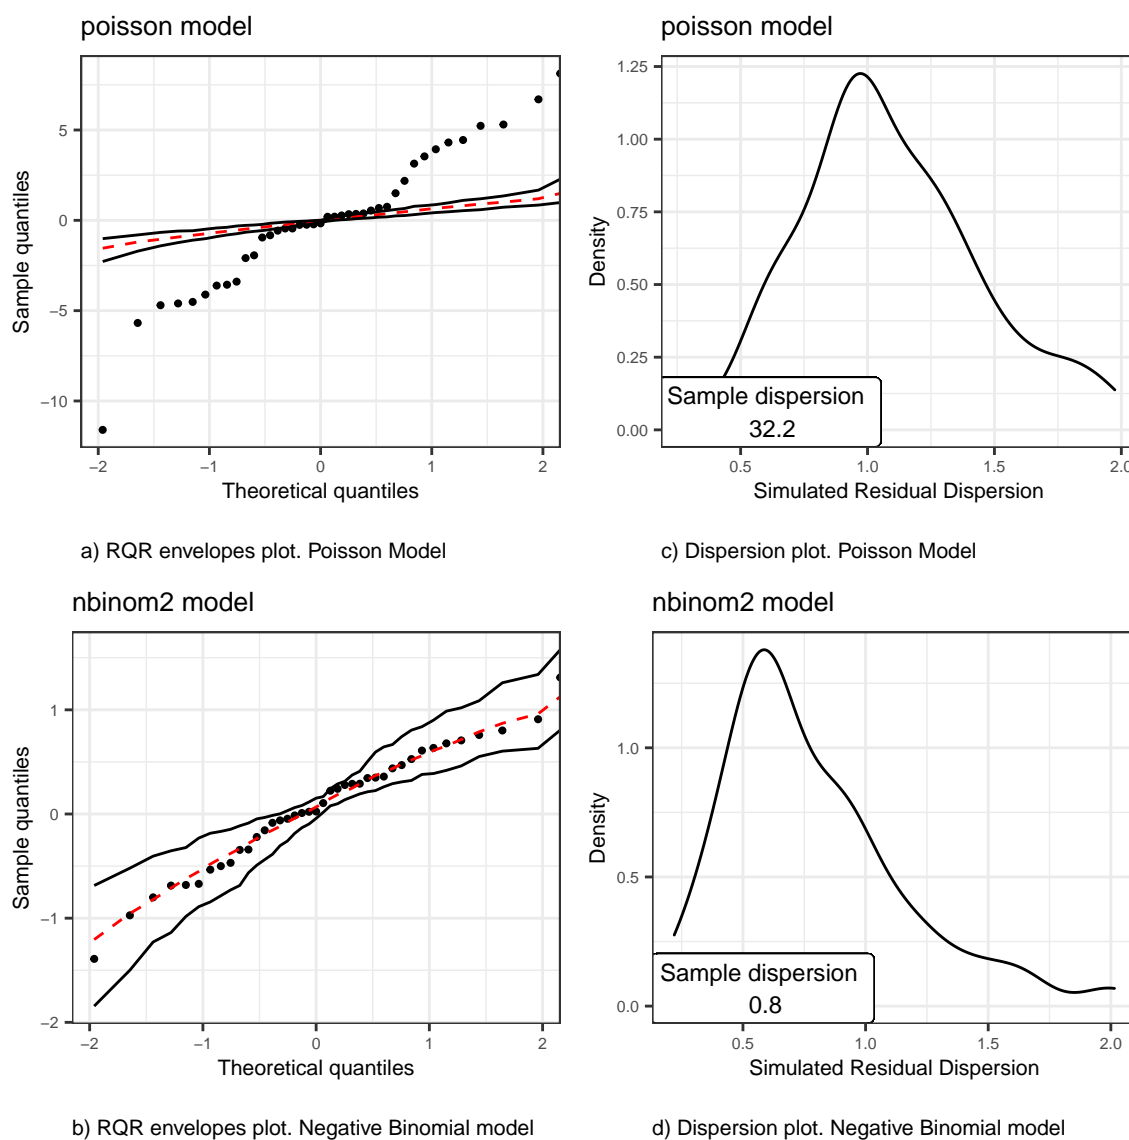 poisson model
Sample quantiles
5
0
−5
−10
−2
−1
0
1
2
Theoretical quantiles
a) RQR envelopes plot. Poisson Model
poisson model
Density
1.25
1.00
0.75
0.50
0.25
0.00
Sample dispersion
32.2
0.5
1.0
1.5
2.0
Simulated Residual Dispersion
c) Dispersion plot. Poisson Model
nbinom2 model
Sample quantiles
1
0
−1
−2
−2
−1
0
1
2
Theoretical quantiles
b) RQR envelopes plot. Negative Binomial model
nbinom2 model
Density
1.0
0.5
0.0
Sample dispersion
0.8
0.5
1.0
1.5
2.0
Simulated Residual Dispersion
d) Dispersion plot. Negative Binomial model